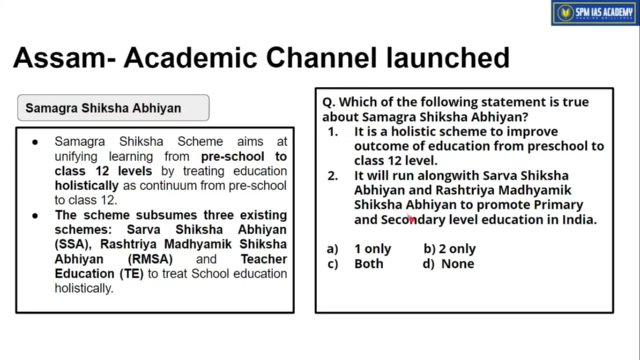 SPM IAS ACADEMY
Assam- Academic Channel launched
Samagra Shiksha Abhiyan
● Samagra Shiksha Scheme aims at
unifying learning from pre-school to
class 12 levels by treating education
holistically as continuum from pre-school
to class 12.
● The scheme subsumes three existing
schemes: Sarva Shiksha Abhiyan
(SSA), Rashtriya Madhyamik Shiksha
Abhiyan (RMSA) and Teacher
Education (TE) to treat School education
holistically.
Q. Which of the following statement is true
about Samagra Shiksha Abhiyan?
1. It is a holistic scheme to improve
outcome of education from preschool to
class 12 level.
2. It will run alongwith Sarva Shiksha
Abhiyan and Rashtriya Madhyamik
Shiksha Abhiyan to promote Primary
and Secondary level education in India.
a) 1 only b) 2 only
c) Both d) None